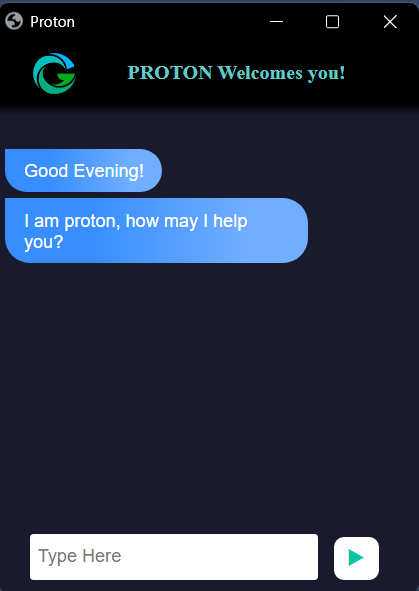 Proton
PROTON Welcomes you!
Good Evening!
I am proton, how may I help
you?
Type Here